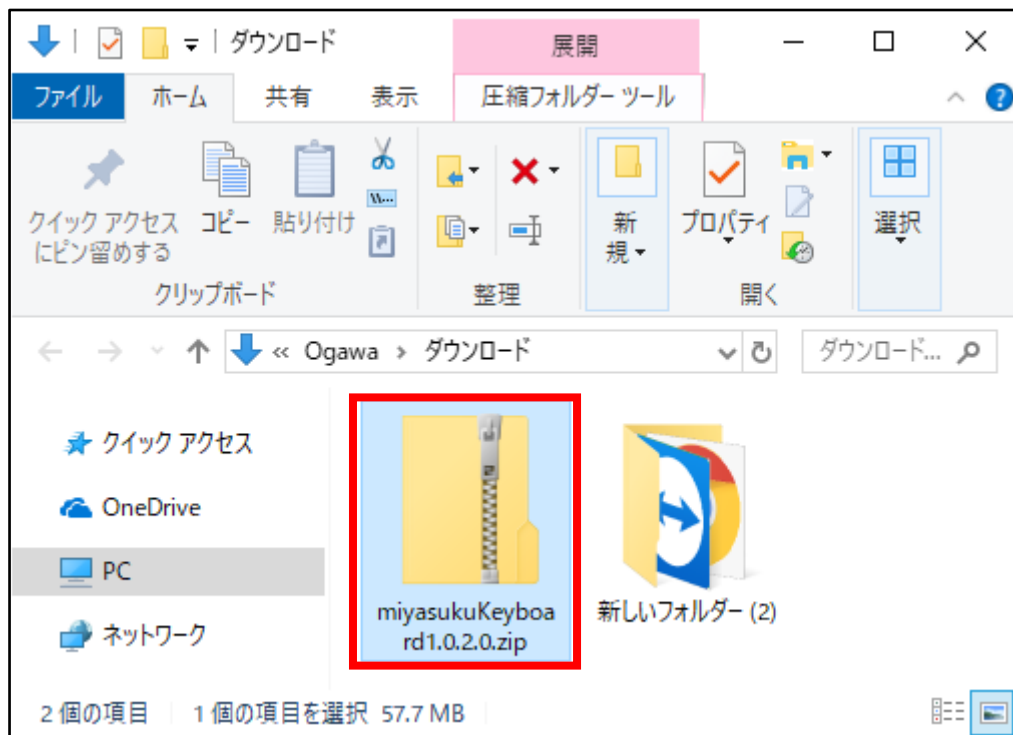 ダウンロード
展開
ファイル ホーム 共有 表示 圧縮フォルダー ツール
クイック アクセス
にピン留めする
コピー
貼り付け
新
規
プロパティ
選択
クリップボード
整理
開く
« Ogawa › ダウンロード
ダウンロード...
クイック アクセス
OneDrive
PC
ネットワーク
miyasukuKeyboa
rd1.0.2.0.zip
新しいフォルダー (2)
2 個の項目 1 個の項目を選択 57.7 MB